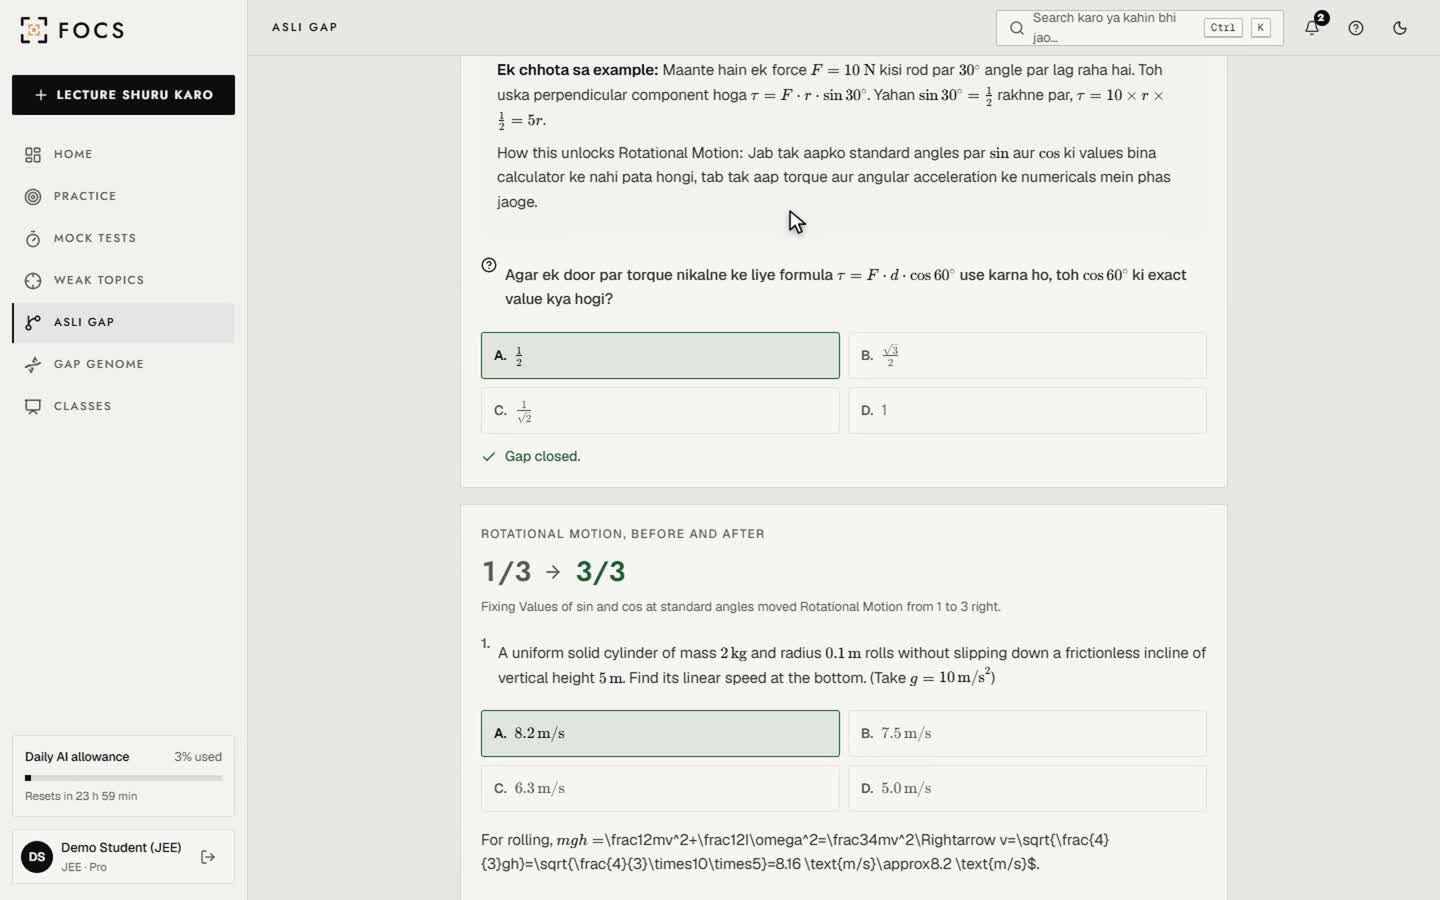 FOCS
ASLI GAP
Search karo ya kahin bhi
jao...
Ctrl
K
2
+ LECTURE SHURU KARO
HOME
PRACTICE
MOCK TESTS
WEAK TOPICS
ASLI GAP
GAP GENOME
CLASSES
Daily AI allowance
3% used
Resets in 23 h 59 min
DS
Demo Student (JEE)
JEE · Pro
Ek chhota sa example: Maante hain ek force F = 10 N kisi rod par 30° angle par lag raha hai. Toh
uska perpendicular component hoga τ = F · r · sin 30°. Yahan sin 30° = 1/2 rakhne par, τ = 10 × r ×
1/2 = 5r.
How this unlocks Rotational Motion: Jab tak aapko standard angles par sin aur cos ki values bina
calculator ke nahi pata hongi, tab tak aap torque aur angular acceleration ke numericals mein phas
jaoge.
Agar ek door par torque nikalne ke liye formula τ = F · d · cos 60° use karna ho, toh cos 60° ki exact
value kya hogi?
A. 1/2
B. √3/2
C. 1/√2
D. 1
Gap closed.
ROTATIONAL MOTION, BEFORE AND AFTER
1/3 → 3/3
Fixing Values of sin and cos at standard angles moved Rotational Motion from 1 to 3 right.
1. A uniform solid cylinder of mass 2 kg and radius 0.1 m rolls without slipping down a frictionless incline of
vertical height 5 m. Find its linear speed at the bottom. (Take g = 10 m/s²)
A. 8.2 m/s
B. 7.5 m/s
C. 6.3 m/s
D. 5.0 m/s
For rolling, mgh =\frac12mv^2+\frac12I\omega^2=\frac34mv^2\Rightarrow v=\sqrt{\frac{4}
{3}gh}=\sqrt{\frac{4}{3}\times10\times5}=8.16 \text{m/s}\approx8.2 \text{m/s}$.